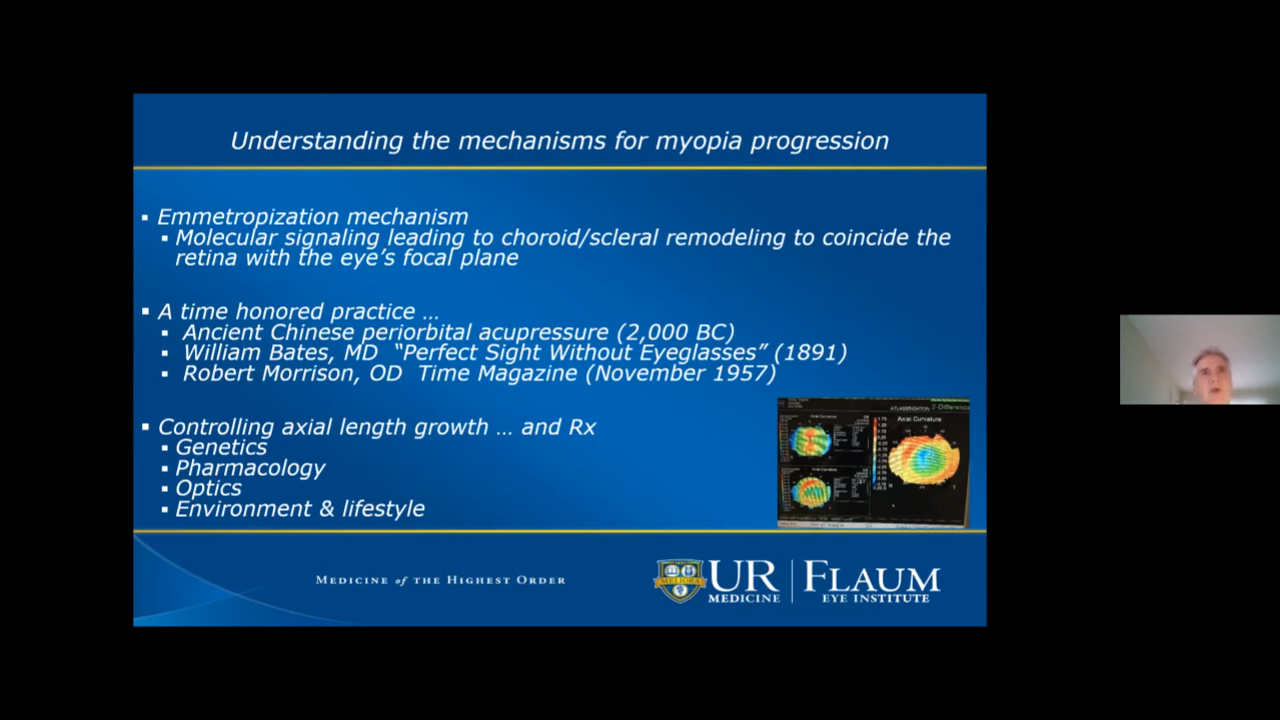 Understanding the mechanisms for myopia progression
▪ Emmetropization mechanism
▪ Molecular signaling leading to choroid/scleral remodeling to coincide the
retina with the eye's focal plane
▪ A time honored practice …
▪ Ancient Chinese periorbital acupressure (2,000 BC)
▪ William Bates, MD “Perfect Sight Without Eyeglasses” (1891)
▪ Robert Morrison, OD Time Magazine (November 1957)
▪ Controlling axial length growth … and Rx
▪ Genetics
▪ Pharmacology
▪ Optics
▪ Environment & lifestyle
Axial Curvature
MEDICINE of THE HIGHEST ORDER
MELIORA
UR MEDICINE
FLAUM EYE INSTITUTE